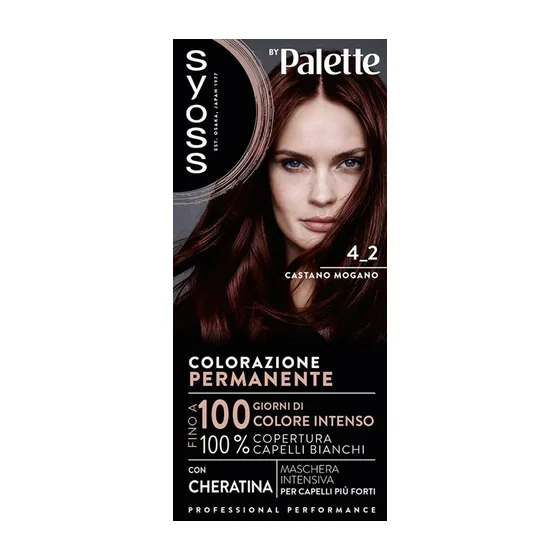 syoss
EST. OSAKA, JAPAN 1977
BY Palette
4_2
CASTANO MOGANO
COLORAZIONE
PERMANENTE
FINO A 100 GIORNI DI
COLORE INTENSO
100% COPERTURA
CAPELLI BIANCHI
CON
CHERATINA
MASCHERA
INTENSIVA
PER CAPELLI PIÙ FORTI
PROFESSIONAL PERFORMANCE